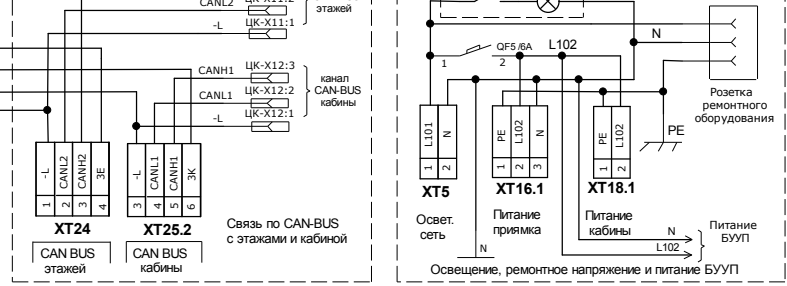 CANL2
ЦК-X11:2
этажей
-L
ЦК-X11:1
CANH1
ЦК-X12:3
CANL1
ЦК-X12:2
-L
ЦК-X12:1
канал
CAN-BUS
кабины
-L
CANL2
CANH2
ЗЕ
1
2
3
4
XT24
CAN BUS
этажей
-L
CANL1
CANH1
ЗК
3
4
5
6
XT25.2
CAN BUS
кабины
Связь по CAN-BUS
с этажами и кабиной
N
QF5 /6A
L102
1
2
Розетка
ремонтного
оборудования
PE
L101
N
1
2
XT5
Освет.
сеть
PE
L102
N
1
2
3
XT16.1
Питание
приямка
PE
L102
1
2
XT18.1
Питание
кабины
N
N
L102
Питание
БУУП
Освещение, ремонтное напряжение и питание БУУП